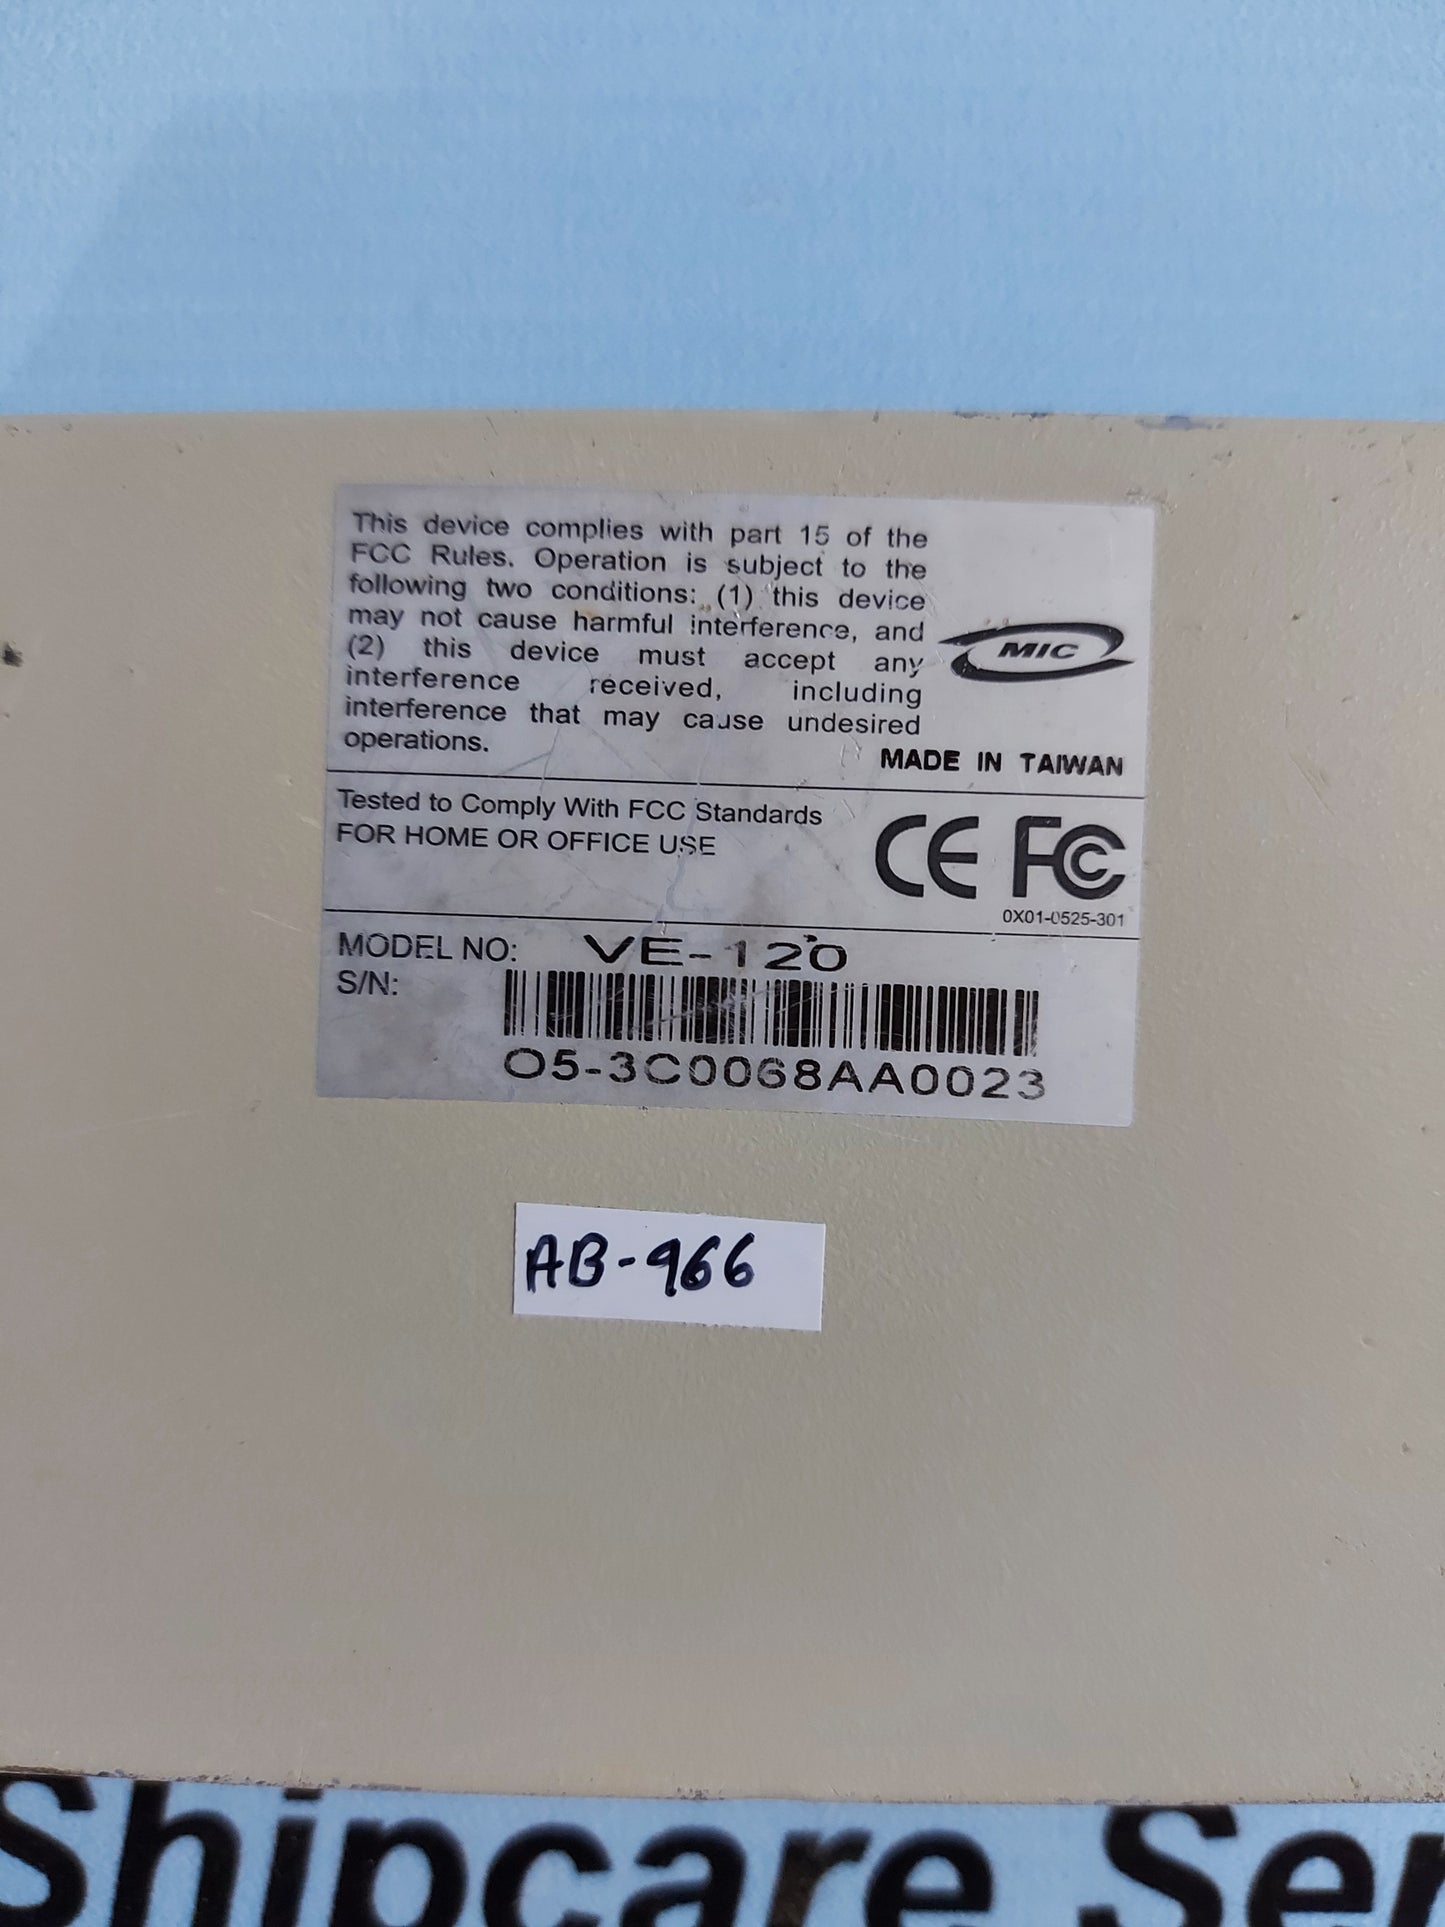 This device complies with part 15 of the
FCC Rules. Operation is subject to the
following two conditions: (1) this device
may not cause harmful interference, and
(2) this device must accept any
interference received, including
interference that may cause undesired
operations.
MIC
MADE IN TAIWAN
Tested to Comply With FCC Standards
FOR HOME OR OFFICE USE
CE FC
0X01-0525-301
MODEL NO: VE-120
S/N:
O5-3C0068AA0023
AB-966
Shipcare Ser